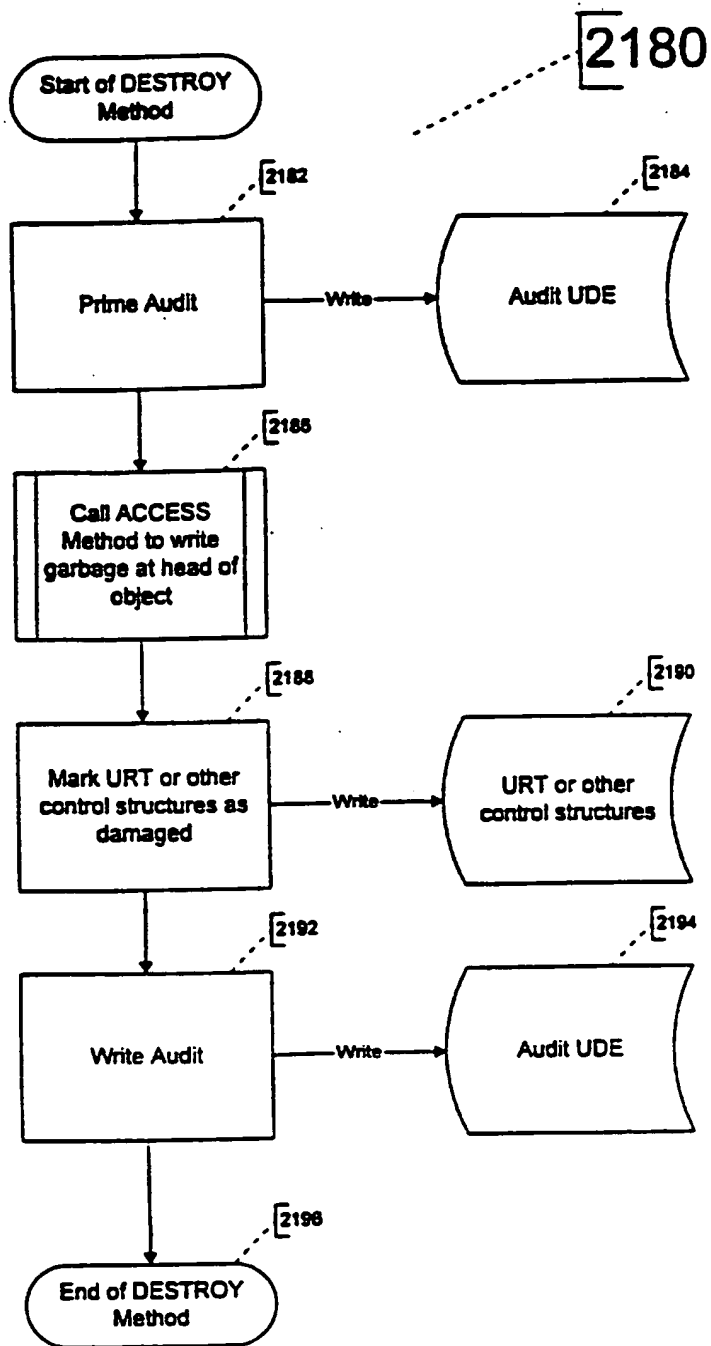 2180
Start of DESTROY
Method
2182
2184
Prime Audit
Write
Audit UDE
2186
Call ACCESS
Method to write
garbage at head of
object
2188
2190
Mark URT or other
control structures as
damaged
Write
URT or other
control structures
2192
2194
Write Audit
Write
Audit UDE
2196
End of DESTROY
Method